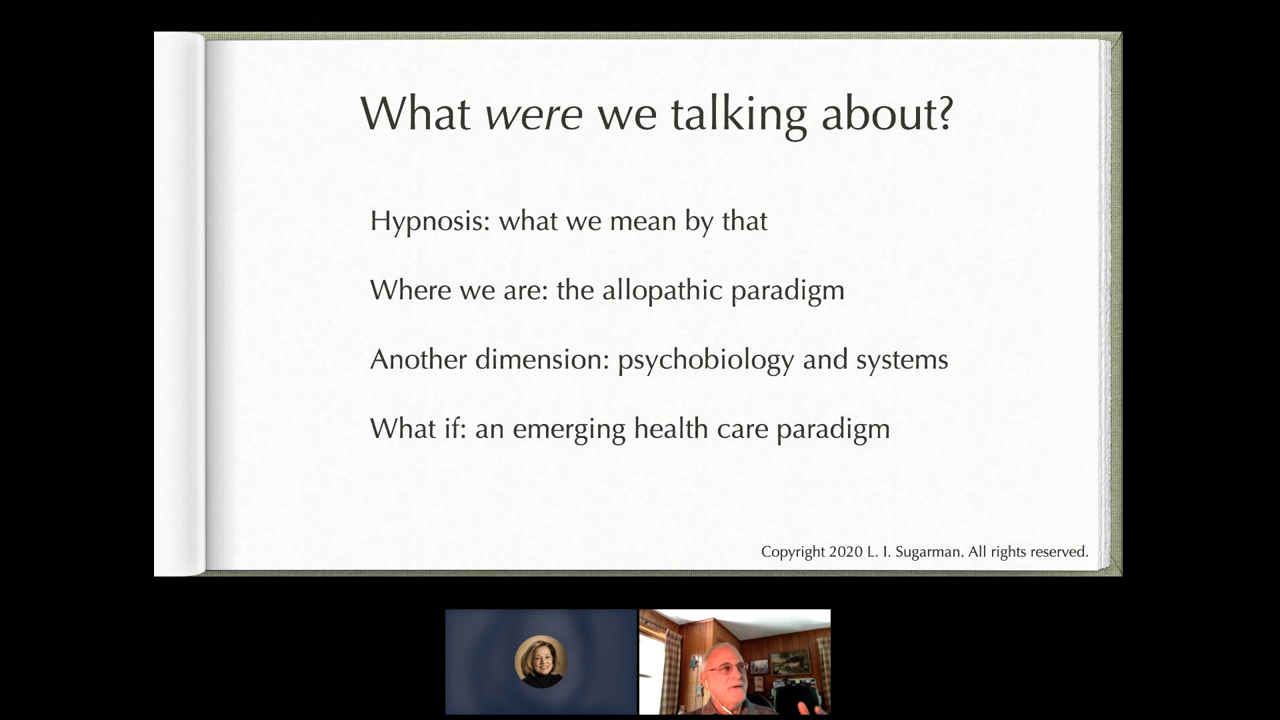 What were we talking about?
Hypnosis: what we mean by that
Where we are: the allopathic paradigm
Another dimension: psychobiology and systems
What if: an emerging health care paradigm
Copyright 2020 L. I. Sugarman. All rights reserved.